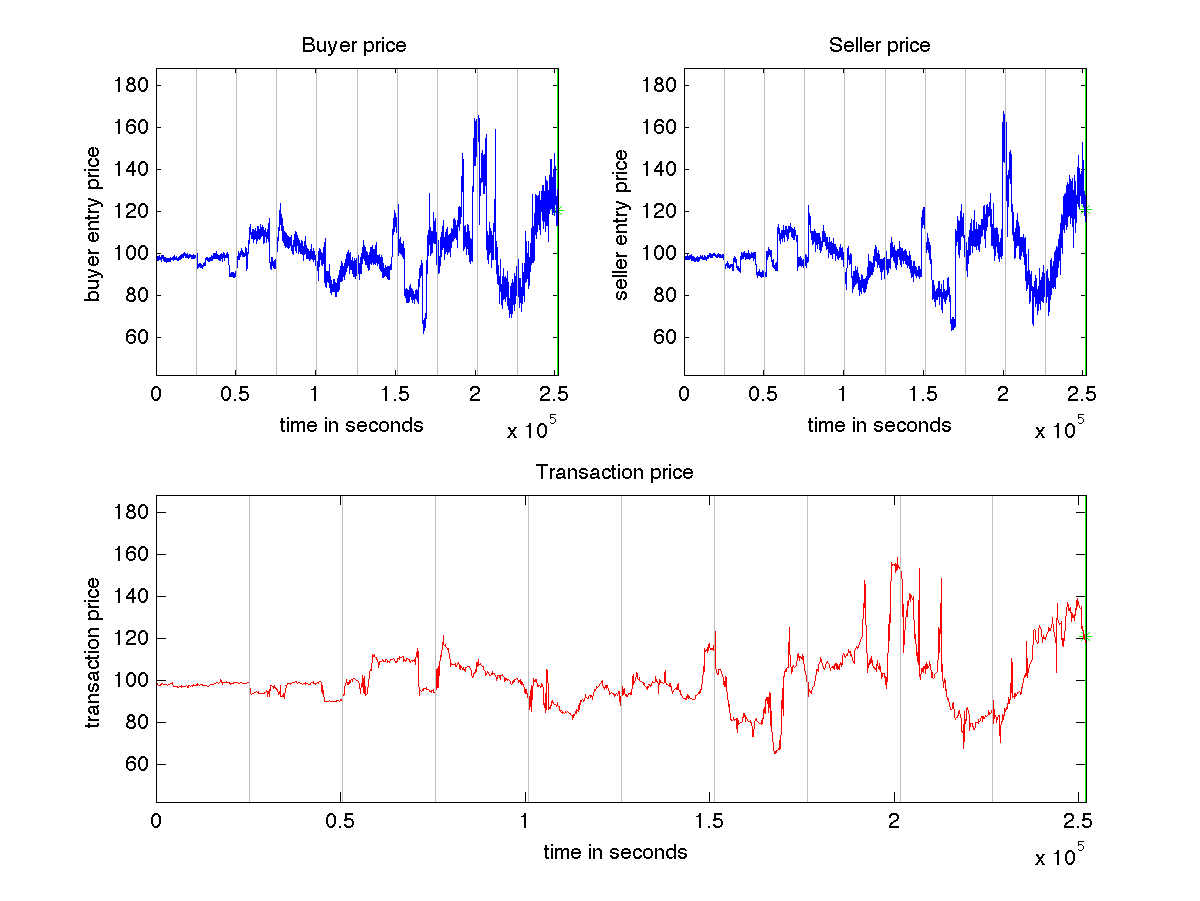 Buyer price
buyer entry price
180
160
140
120
100
80
60
0 0.5 1 1.5 2 2.5
time in seconds
x 10^5
Seller price
seller entry price
180
160
140
120
100
80
60
0 0.5 1 1.5 2 2.5
time in seconds
x 10^5
Transaction price
transaction price
180
160
140
120
100
80
60
0 0.5 1 1.5 2 2.5
time in seconds
x 10^5